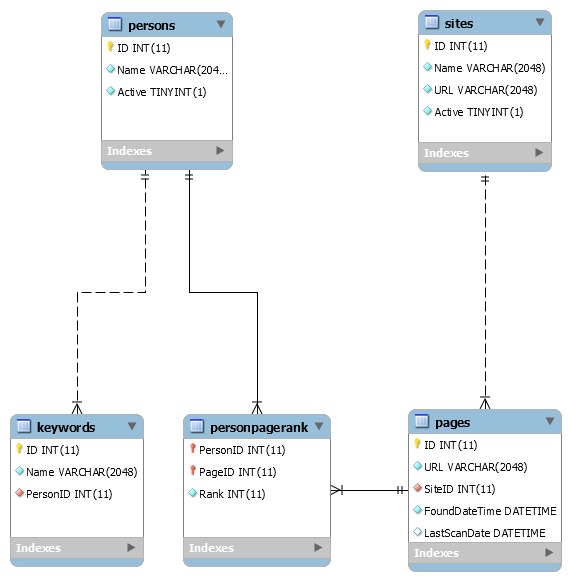 persons
ID INT(11)
Name VARCHAR(204...
Active TINYINT(1)
Indexes
sites
ID INT(11)
Name VARCHAR(2048)
URL VARCHAR(2048)
Active TINYINT(1)
Indexes
keywords
ID INT(11)
Name VARCHAR(2048)
PersonID INT(11)
Indexes
personpagerank
PersonID INT(11)
PageID INT(11)
Rank INT(11)
Indexes
pages
ID INT(11)
URL VARCHAR(2048)
SiteID INT(11)
FoundDateTime DATETIME
LastScanDate DATETIME
Indexes